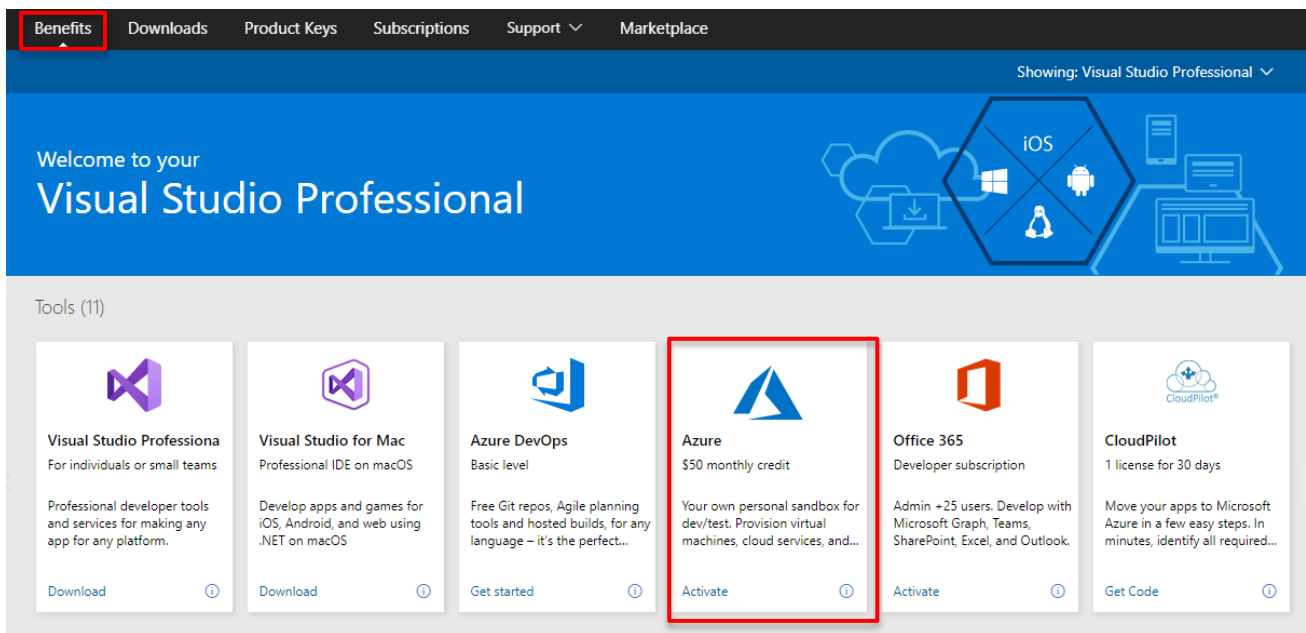 Benefits Downloads Product Keys Subscriptions Support Marketplace
Showing: Visual Studio Professional
Welcome to your
Visual Studio Professional
iOS
Tools (11)
CloudPilot®
Visual Studio Professiona
For individuals or small teams
Professional developer tools
and services for making any
app for any platform.
Download
Visual Studio for Mac
Professional IDE on macOS
Develop apps and games for
iOS, Android, and web using
.NET on macOS
Download
Azure DevOps
Basic level
Free Git repos, Agile planning
tools and hosted builds, for any
language – it's the perfect...
Get started
Azure
$50 monthly credit
Your own personal sandbox for
dev/test. Provision virtual
machines, cloud services, and...
Activate
Office 365
Developer subscription
Admin +25 users. Develop with
Microsoft Graph, Teams,
SharePoint, Excel, and Outlook.
Activate
CloudPilot
1 license for 30 days
Move your apps to Microsoft
Azure in a few easy steps. In
minutes, identify all required...
Get Code